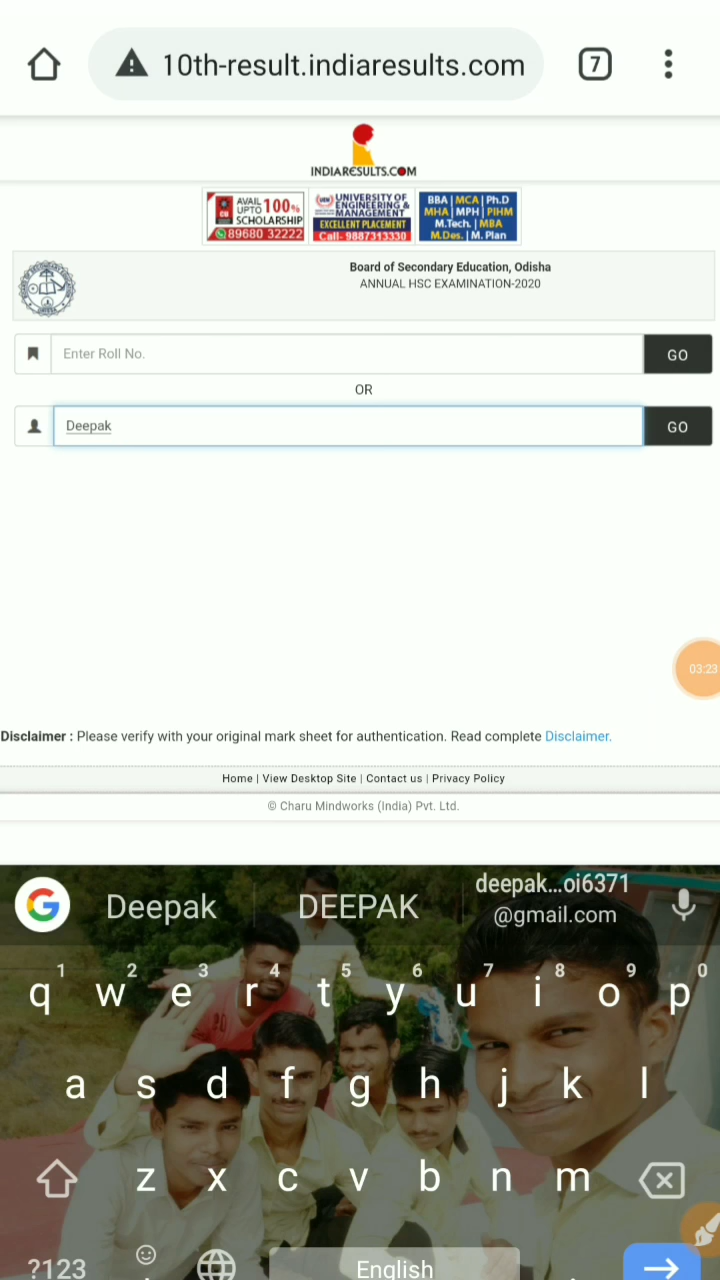 10th-result.indiaresults.com
7
INDIARESULTS.COM
AVAIL UPTO 100% SCHOLARSHIP
89680 32222
UNIVERSITY OF ENGINEERING & MANAGEMENT
EXCELLENT PLACEMENT
Call- 9887313330
BBA | MCA | Ph.D
MHA | MPH | PIHM
M.Tech. | MBA
M.Des. | M. Plan
Board of Secondary Education, Odisha
ANNUAL HSC EXAMINATION-2020
Enter Roll No.
GO
OR
Deepak
GO
03:23
Disclaimer : Please verify with your original mark sheet for authentication. Read complete Disclaimer.
Home | View Desktop Site | Contact us | Privacy Policy
© Charu Mindworks (India) Pvt. Ltd.
Deepak DEEPAK deepak...oi6371
@gmail.com
1 2 3 4 5 6 7 8 9 0
q w e r t y u i o p
a s d f g h j k l
z x c v b n m
?123 English